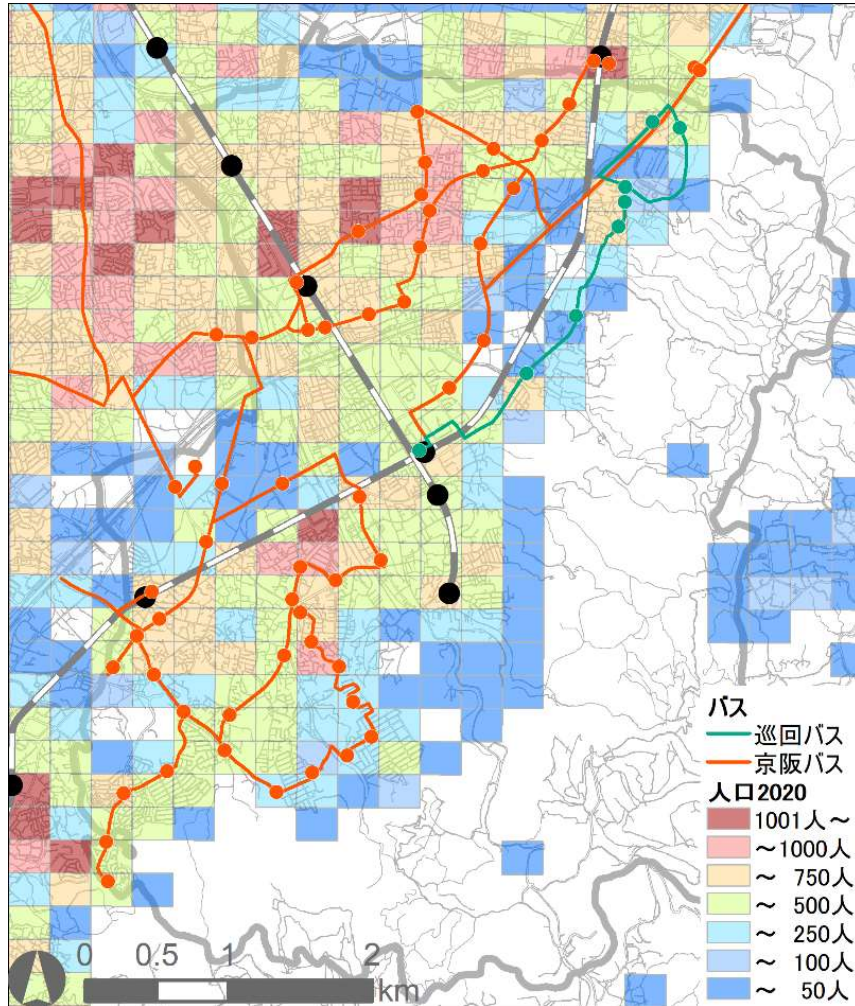 バス
巡回バス
京阪バス
人口2020
1001人～
～1000人
～ 750人
～ 500人
～ 250人
～ 100人
～ 50人
0 0.5 1 2
km